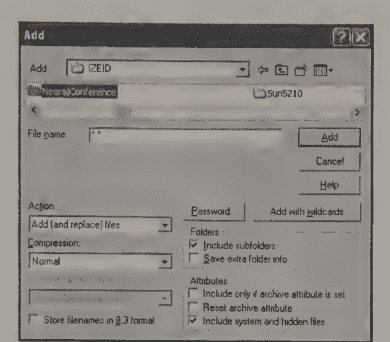 Add
Add IZEID
Neons)Conference Sun5210
File name *.*
Add
Cancel
Help
Action
Add (and replace) files
Password. Add with wildcards
Folders
Compression:
Include subfolders
Normal
Save extra folder info
Attributes
Include only if archive attribute is set
Reset archive attribute
Store filenames in 8.3 format
Include system and hidden files